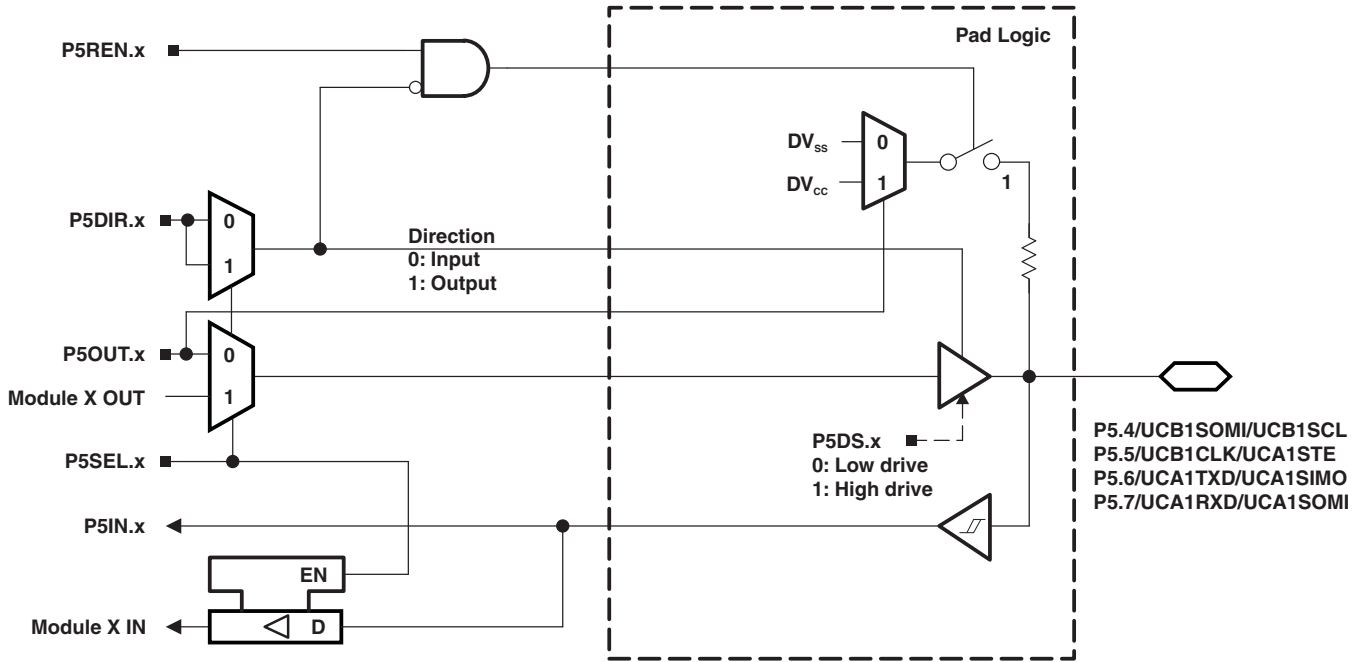 Pad Logic
P5REN.x
DVSS
0
DVCC
1
1
P5DIR.x
0
1
Direction
0: Input
1: Output
P5OUT.x
0
Module X OUT
1
P5SEL.x
P5DS.x
0: Low drive
1: High drive
P5.4/UCB1SOMI/UCB1SCL
P5.5/UCB1CLK/UCA1STE
P5.6/UCA1TXD/UCA1SIMO
P5.7/UCA1RXD/UCA1SOMI
P5IN.x
EN
Module X IN
D